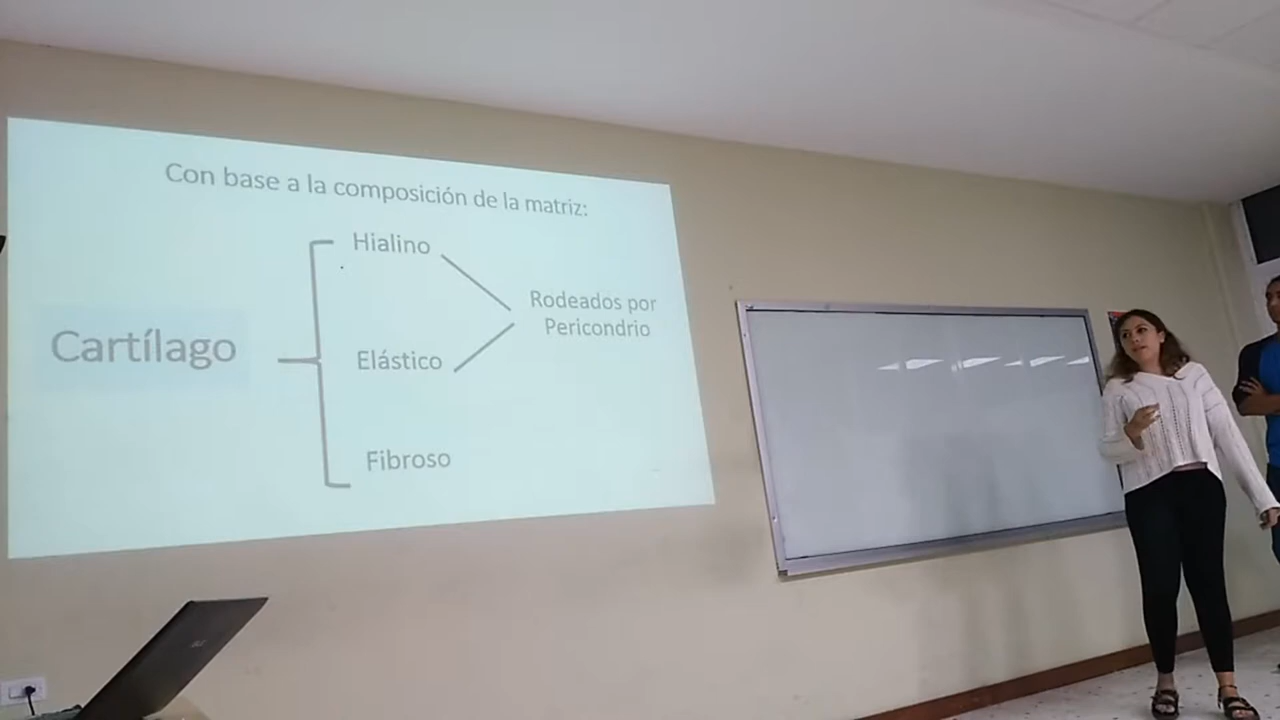 Con base a la composición de la matriz:
Hialino
Rodeados por
Pericondrio
Cartílago
Elástico
Fibroso